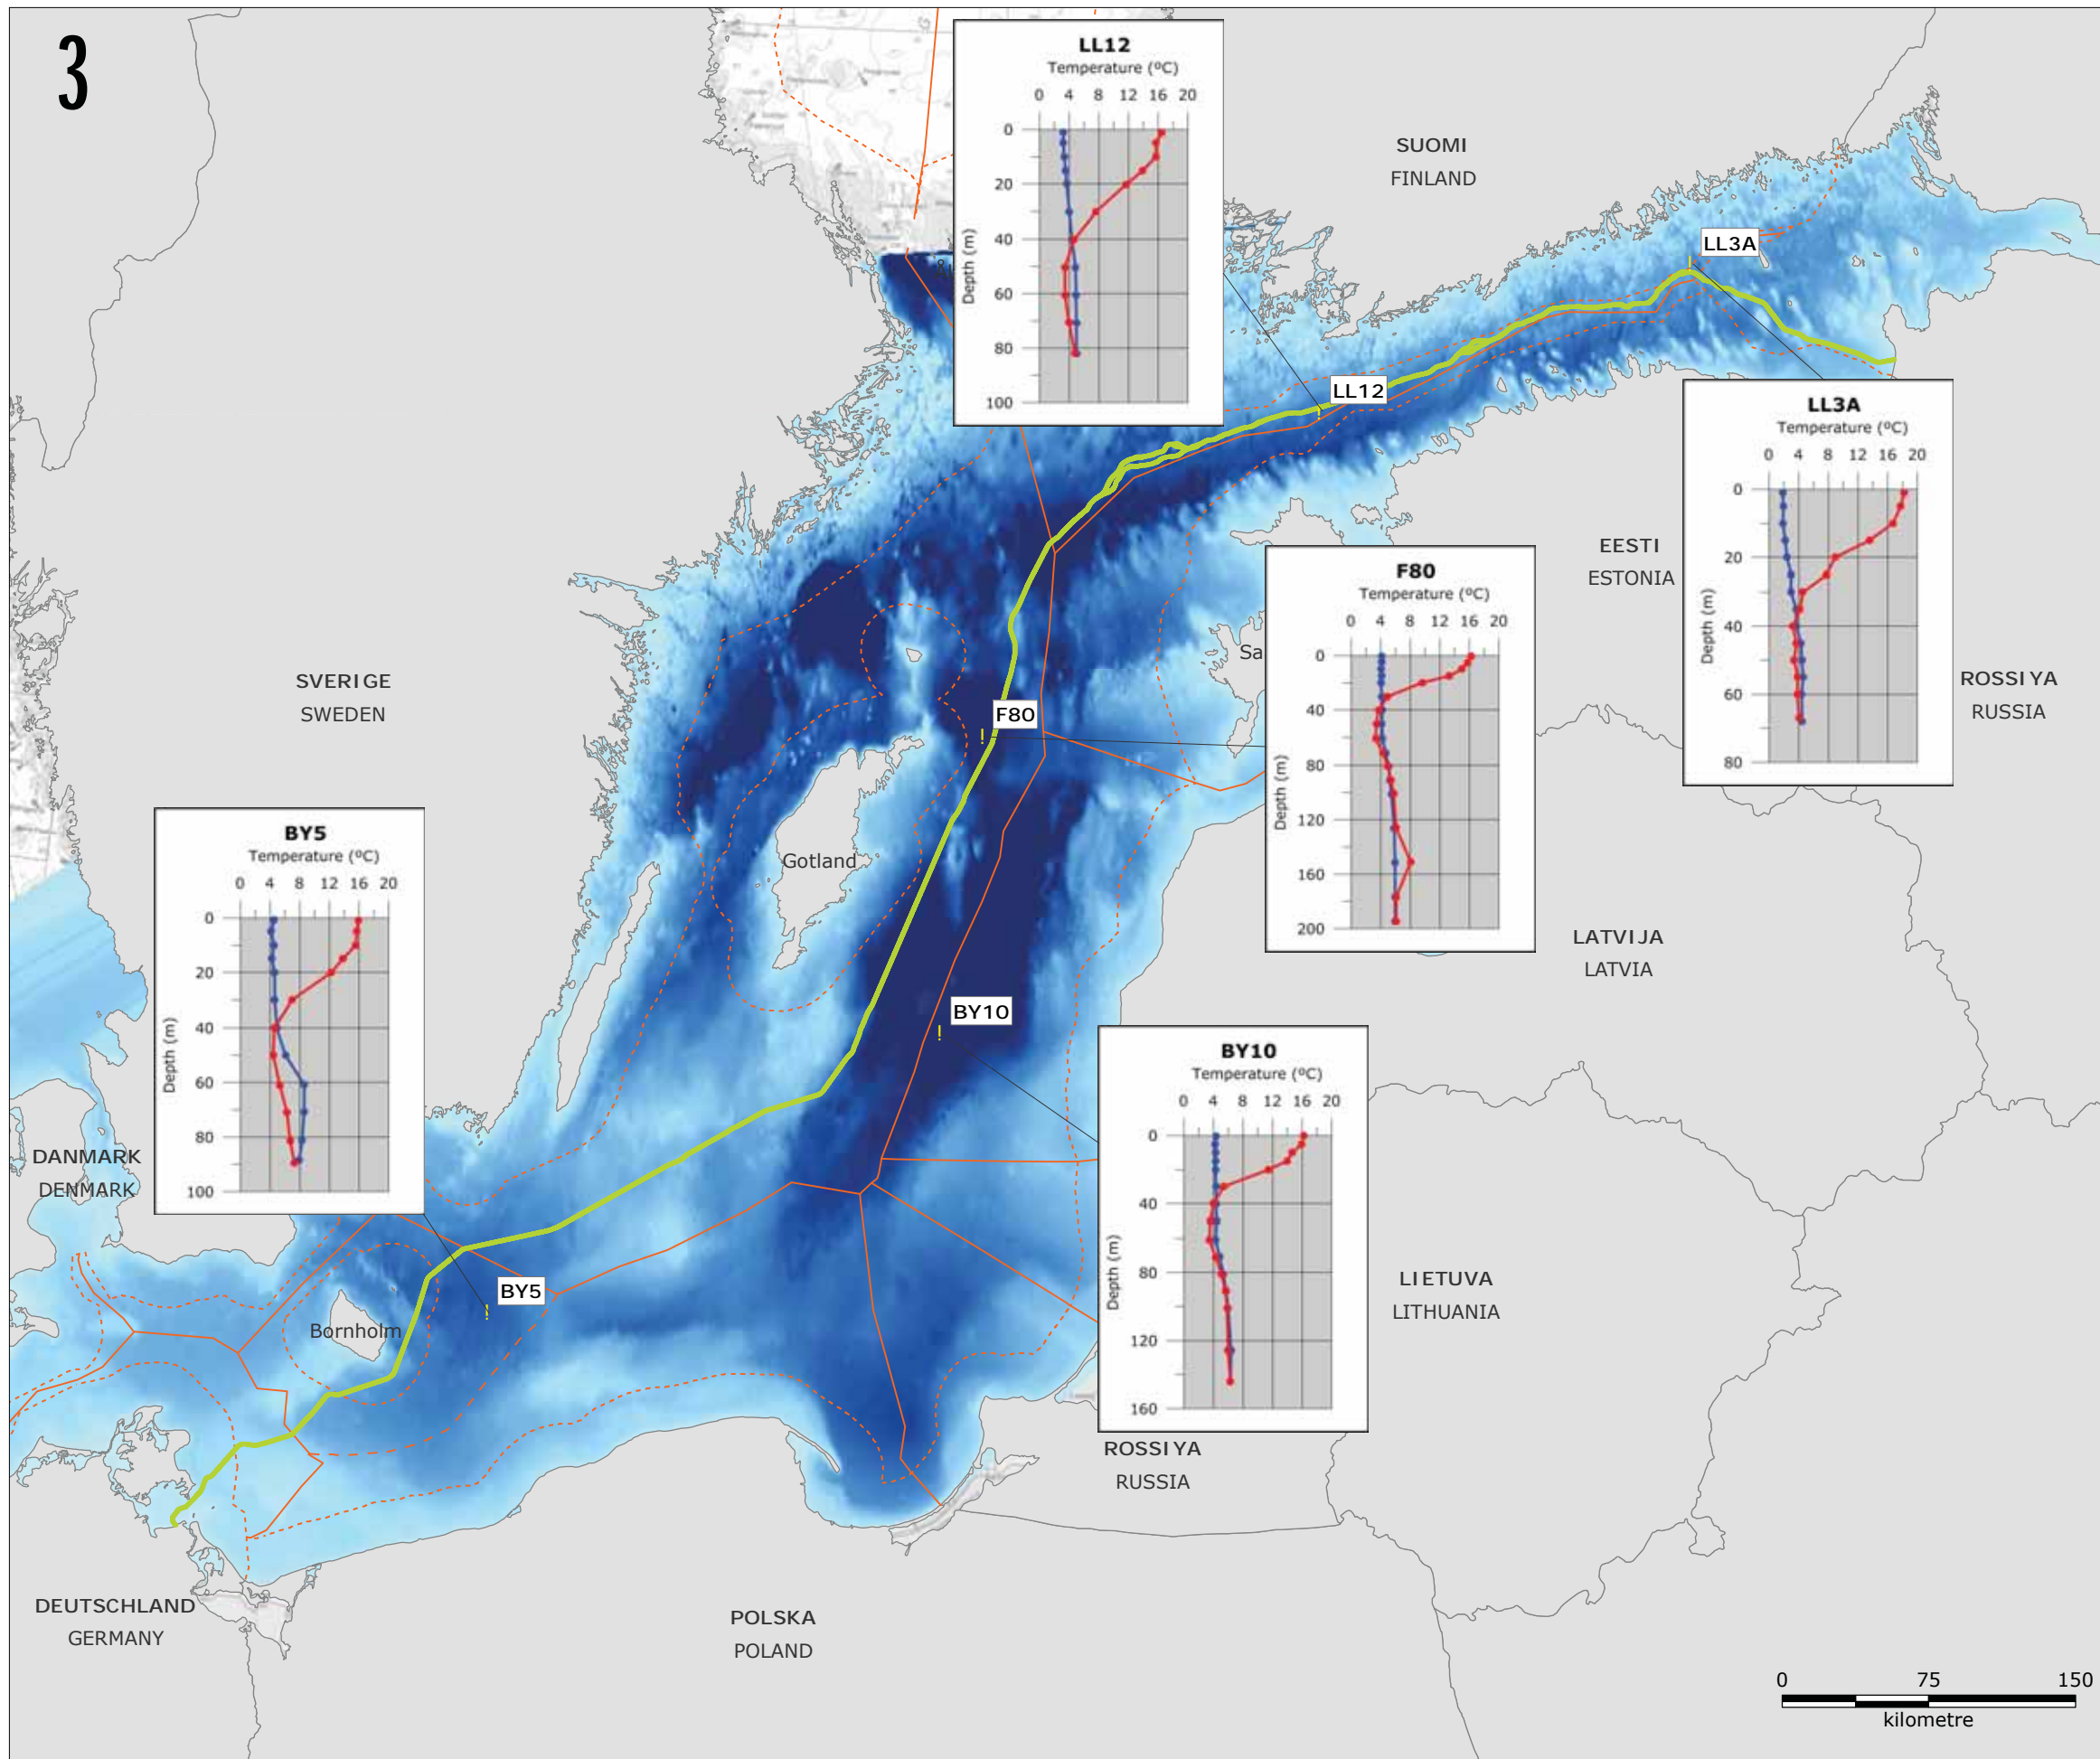 3
LL12
Temperature (ºC)
0 4 8 12 16 20
0
20
40
60
80
100
Depth (m)
SUOMI
FINLAND
LL3A
LL12
LL3A
Temperature (ºC)
0 4 8 12 16 20
0
20
40
60
80
Depth (m)
EESTI
ESTONIA
F80
Temperature (ºC)
0 4 8 12 16 20
0
40
80
120
160
200
Depth (m)
Sa
ROSSIYA
RUSSIA
SVERIGE
SWEDEN
F80
BY5
Temperature (ºC)
0 4 8 12 16 20
0
20
40
60
80
100
Depth (m)
Gotland
LATVIJA
LATVIA
BY10
BY10
Temperature (ºC)
0 4 8 12 16 20
0
40
80
120
160
Depth (m)
DANMARK
DENMARK
BY5
Bornholm
LIETUVA
LITHUANIA
ROSSIYA
RUSSIA
DEUTSCHLAND
GERMANY
POLSKA
POLAND
0 75 150
kilometre